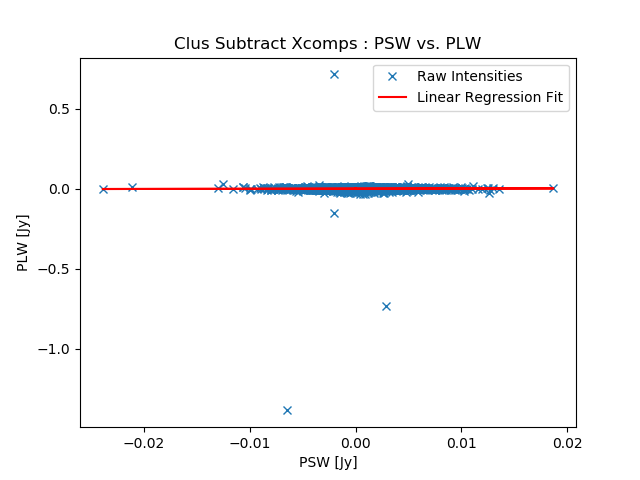 Clus Subtract Xcomps : PSW vs. PLW
Raw Intensities
Linear Regression Fit
0.5
0.0
−0.5
−1.0
PLW [Jy]
−0.02
−0.01
0.00
0.01
0.02
PSW [Jy]